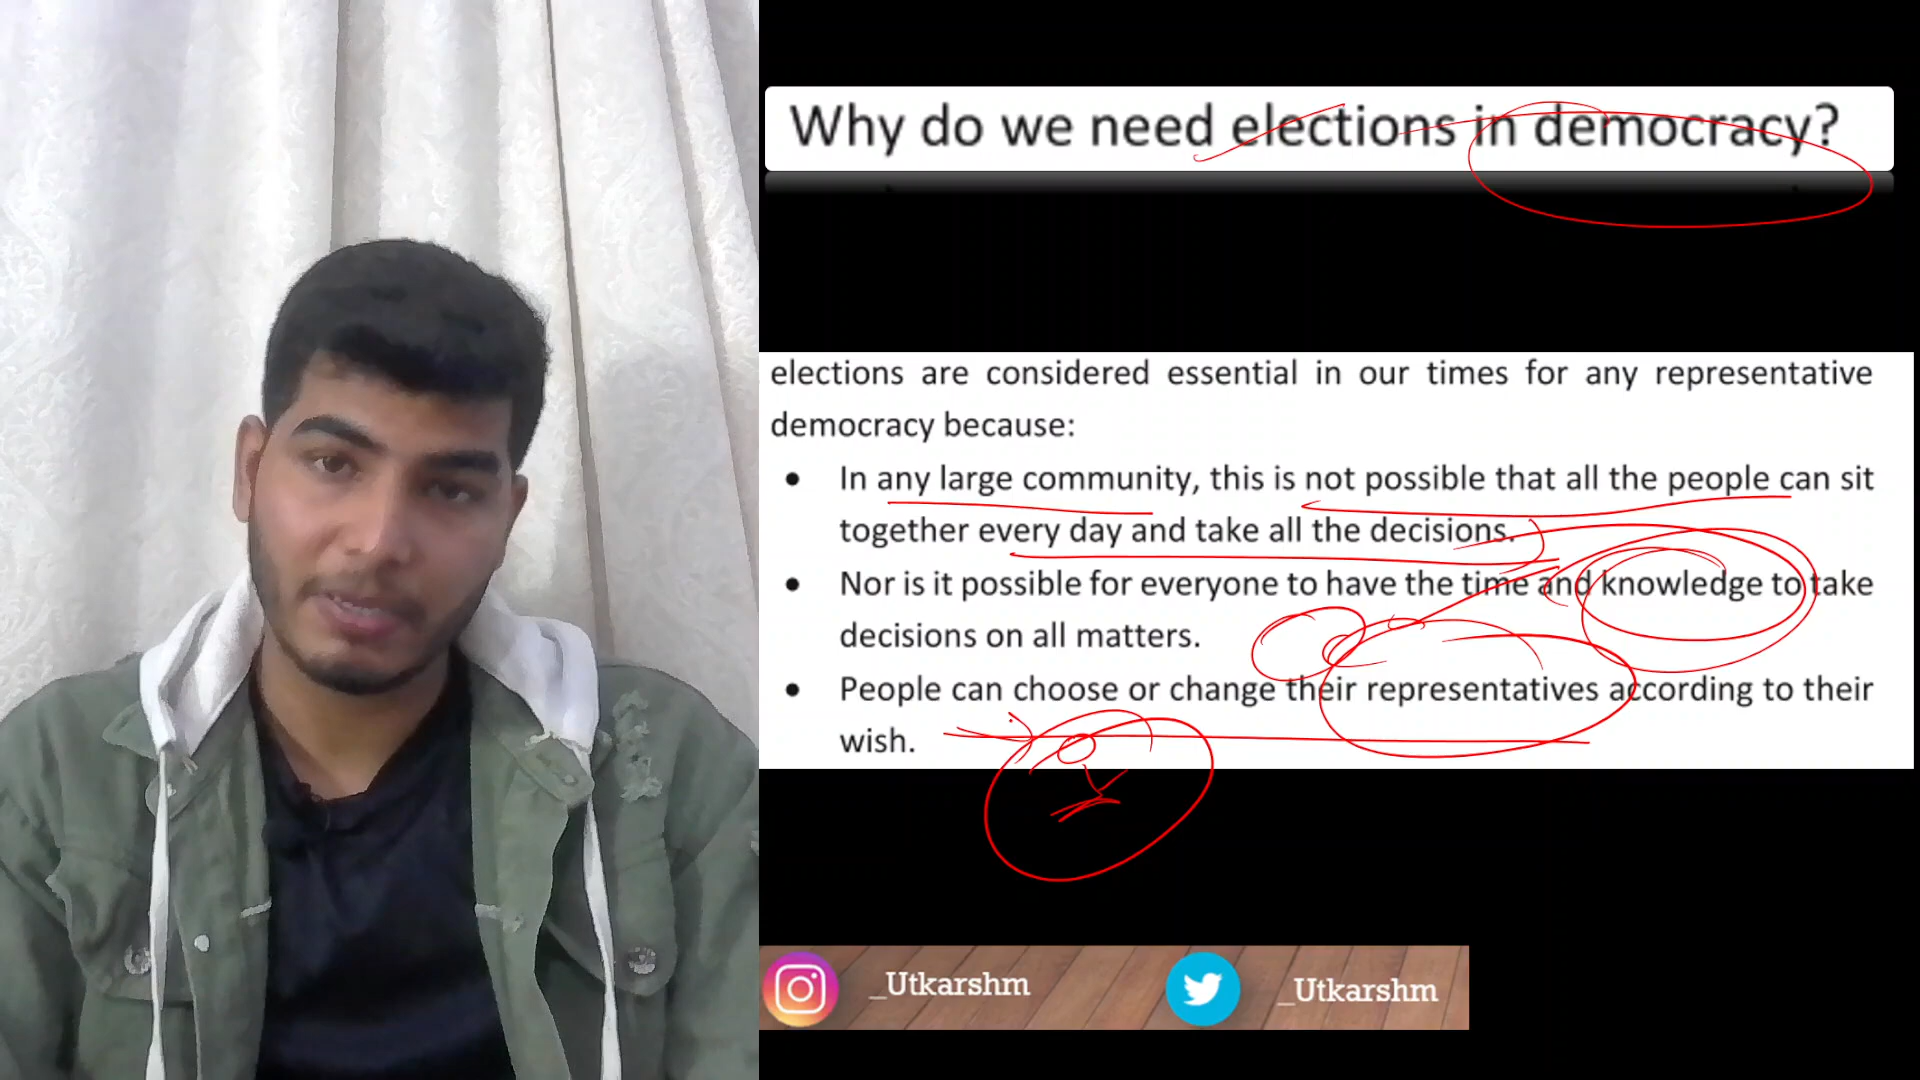 Why do we need elections in democracy?
elections are considered essential in our times for any representative
democracy because:
• In any large community, this is not possible that all the people can sit
together every day and take all the decisions.
• Nor is it possible for everyone to have the time and knowledge to take
decisions on all matters.
• People can choose or change their representatives according to their
wish.
_Utkarshm
_Utkarshm